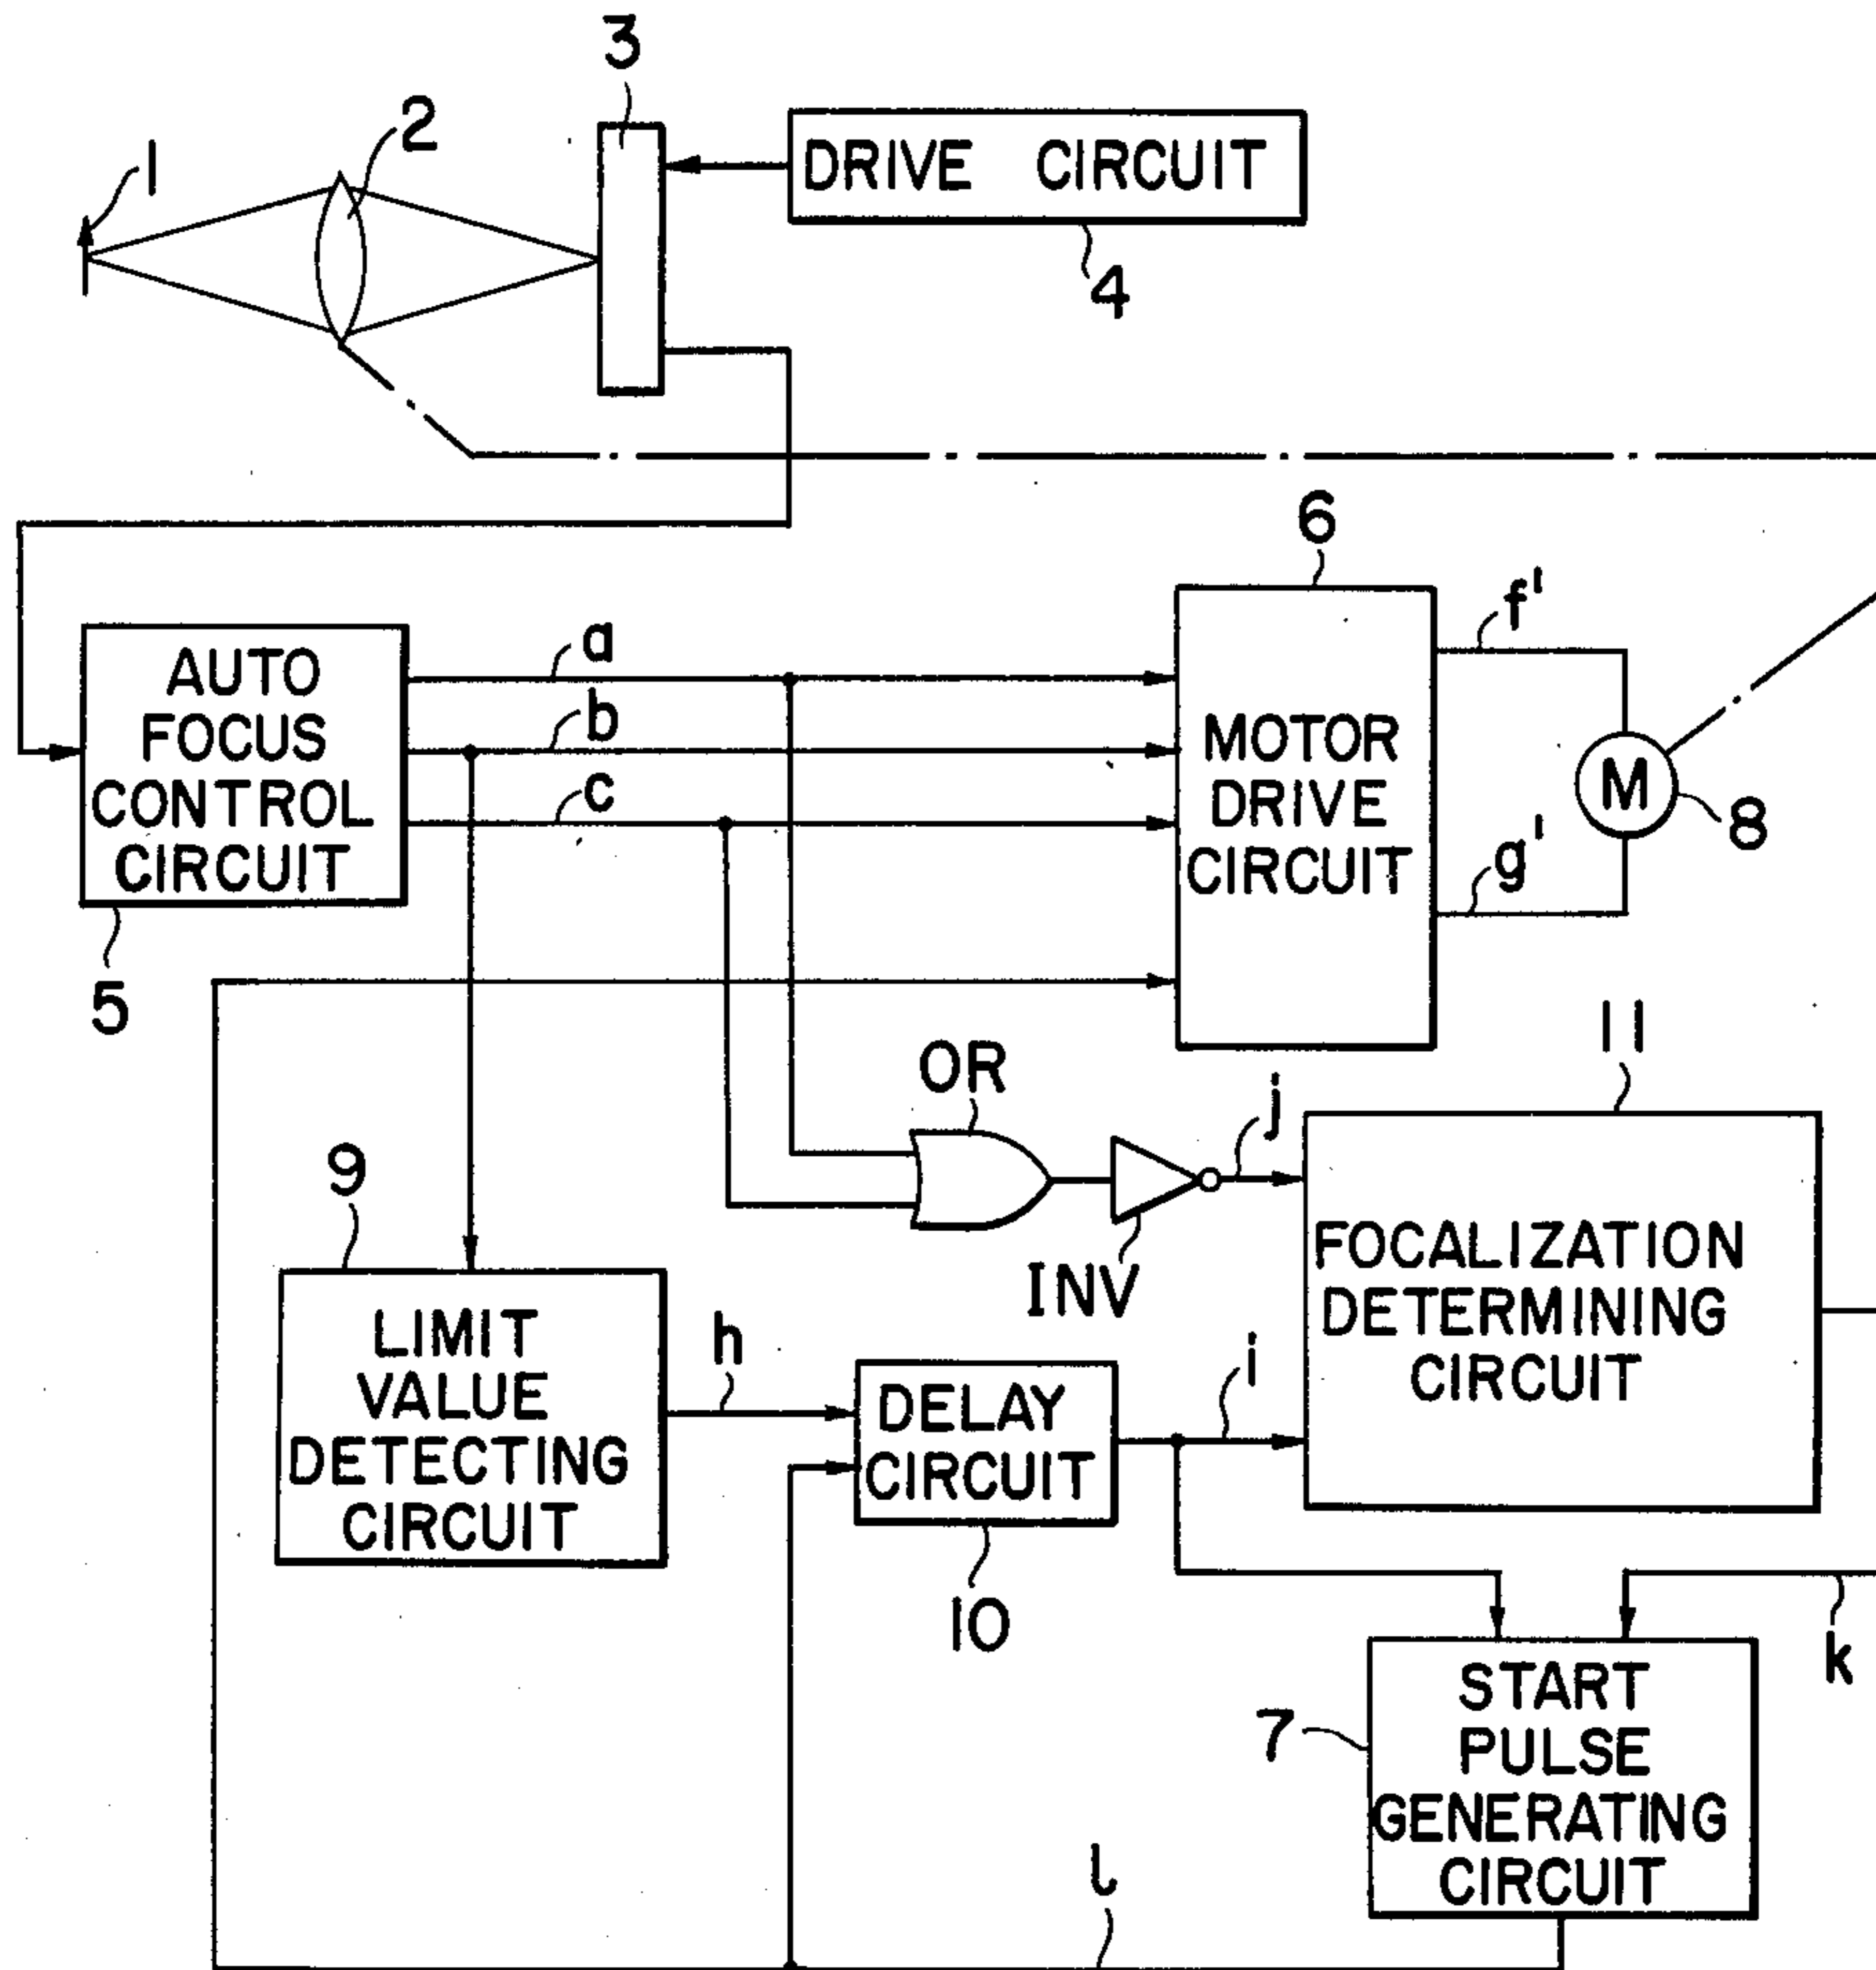 3
2
1
DRIVE CIRCUIT
4
6
f'
a
AUTO
FOCUS
CONTROL
CIRCUIT
b
c
MOTOR
DRIVE
CIRCUIT
M
8
g'
5
11
OR
j
9
INV
FOCALIZATION
DETERMINING
CIRCUIT
LIMIT
VALUE
DETECTING
CIRCUIT
h
DELAY
CIRCUIT
i
10
k
START
PULSE
GENERATING
CIRCUIT
7
l